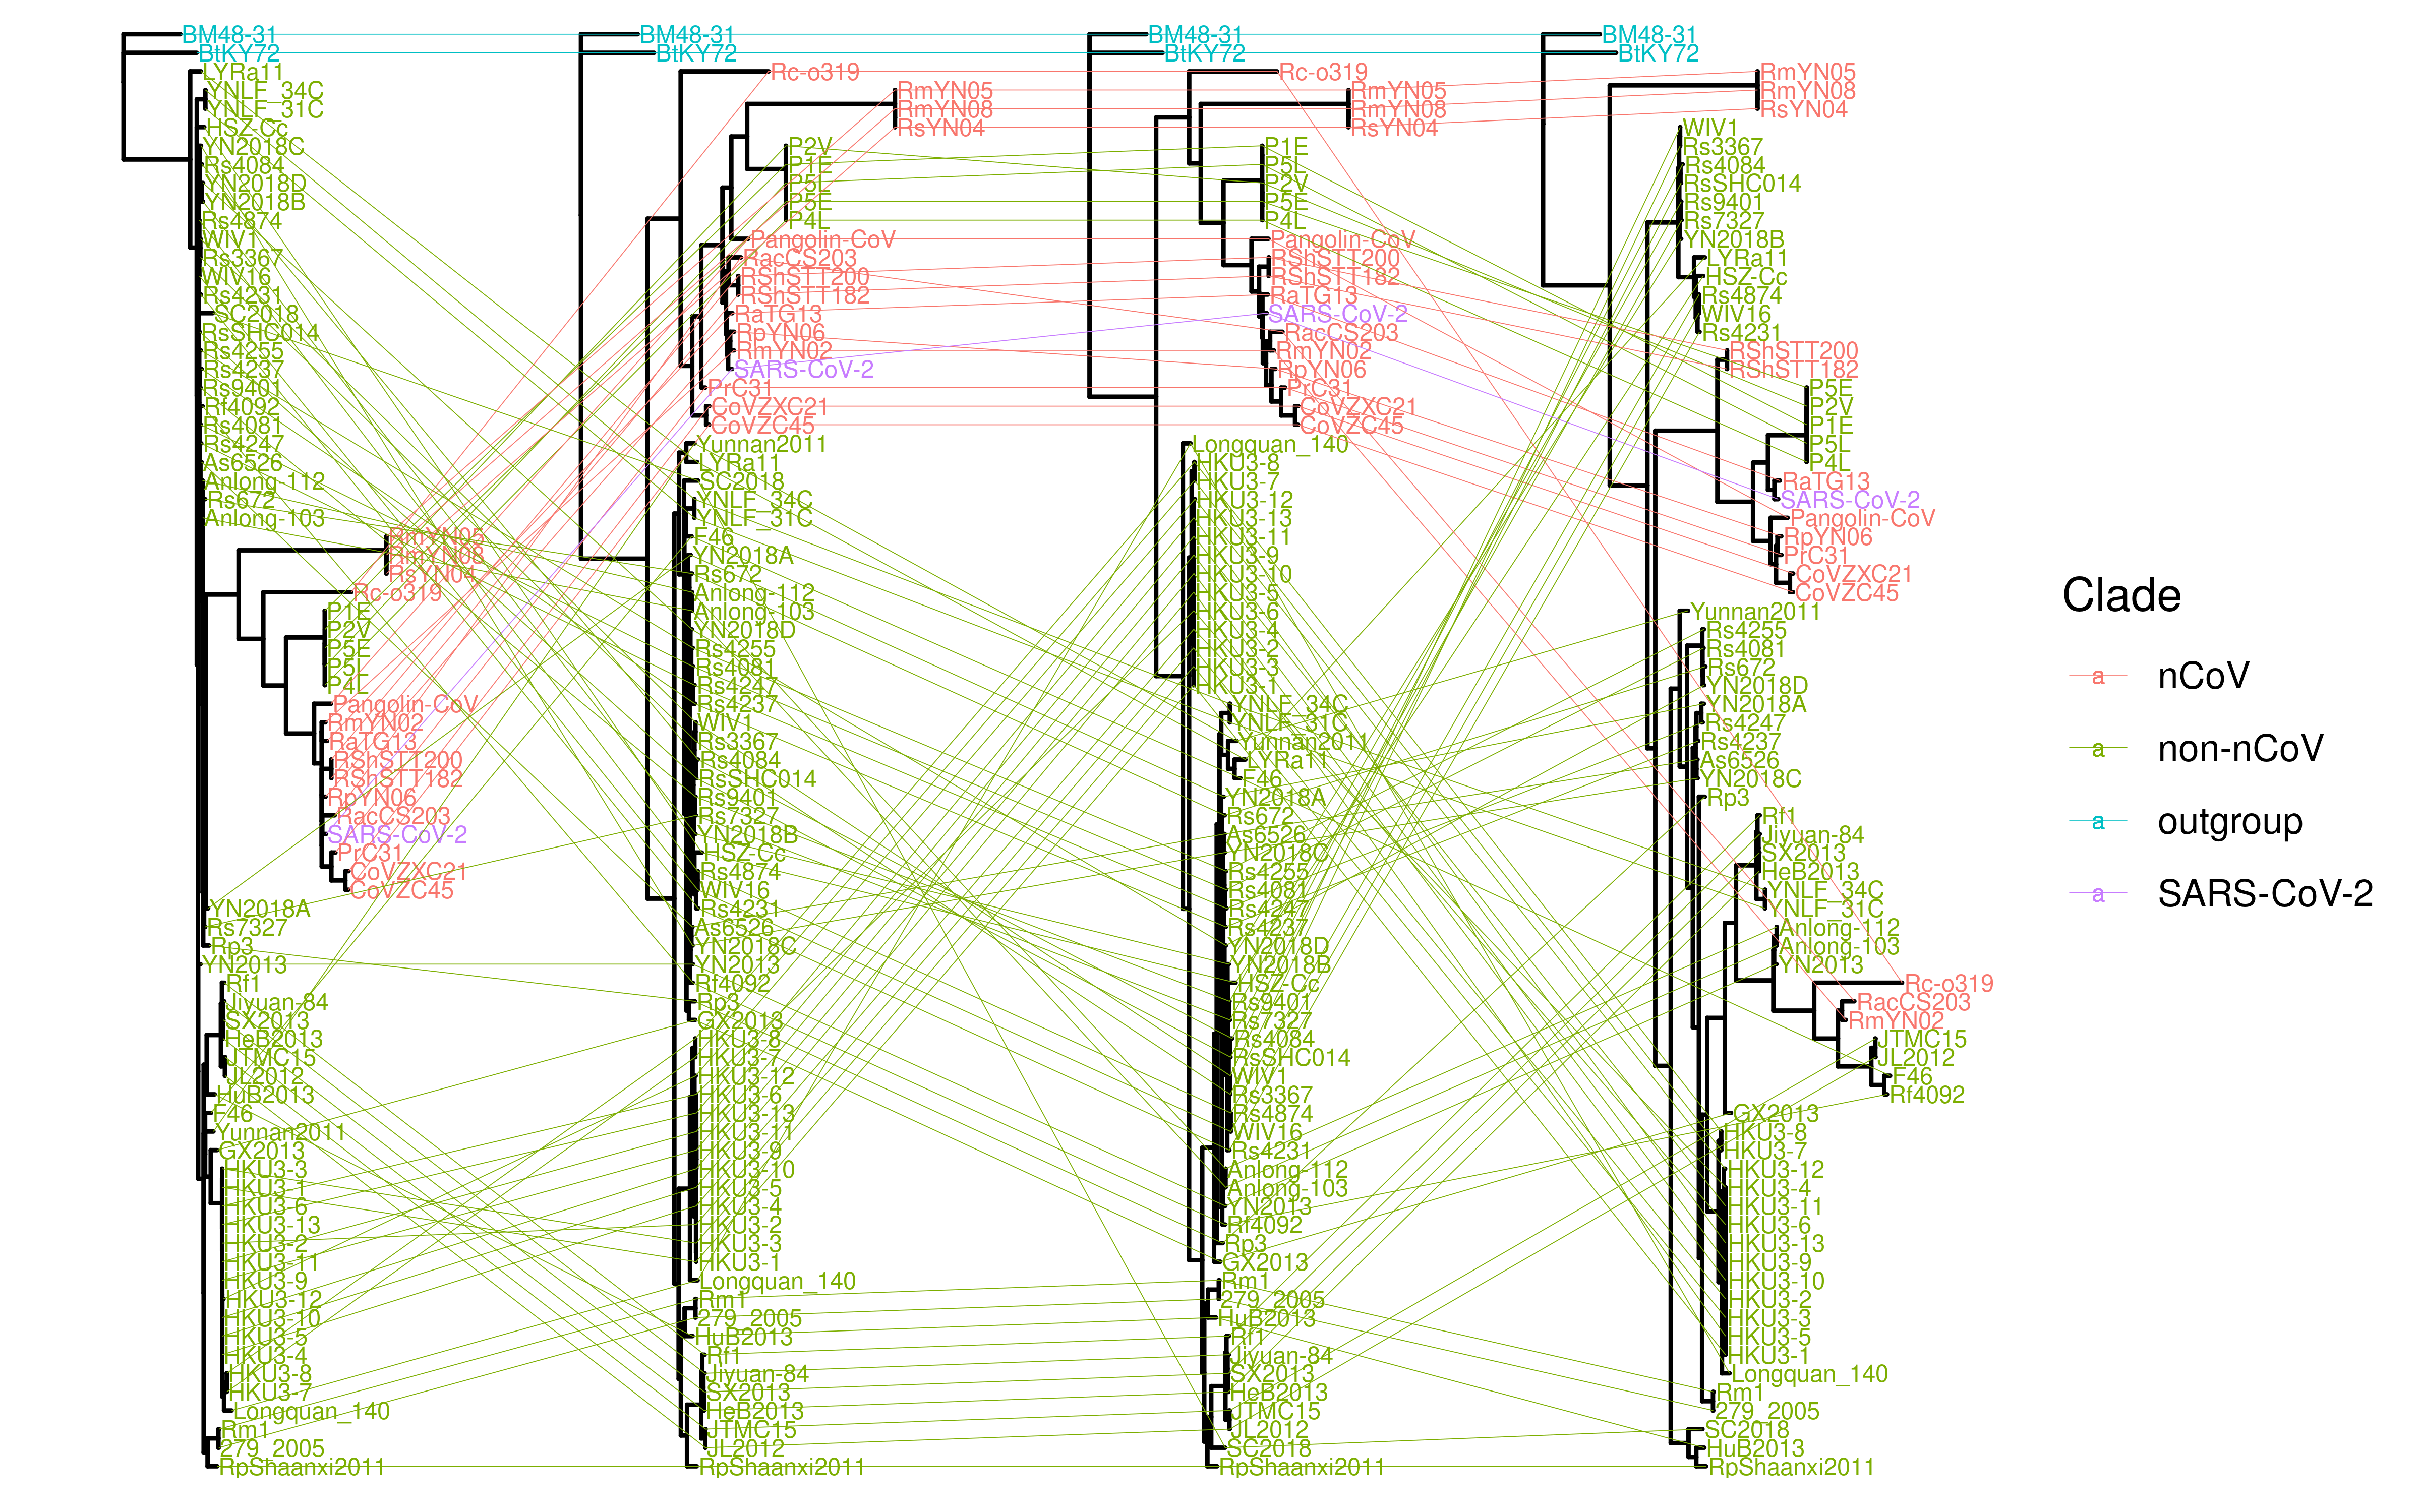 BM48-31
BtKY72
LYRa11
YNLF_34C
YNLF_31C
HSZ-Cc
YN2018C
Rs4084
YN2018D
YN2018B
Rs4874
WIV1
Rs3367
WIV16
Rs4231
SC2018
RsSHC014
Rs4255
Rs4237
Rs9401
Rf4092
Rs4081
Rs4247
As6526
Anlong-112
Rs672
Anlong-103
RmYN05
RmYN08
RsYN04
Rc-o319
P1E
P2V
P5E
P5L
P4L
Pangolin-CoV
RmYN02
RaTG13
RShSTT200
RShSTT182
RpYN06
RacCS203
SARS-CoV-2
PrC31
CoVZXC21
CoVZC45
YN2018A
Rs7327
Rp3
YN2013
Rf1
Jiyuan-84
SX2013
HeB2013
JTMC15
JL2012
HuB2013
F46
Yunnan2011
GX2013
HKU3-3
HKU3-1
HKU3-6
HKU3-13
HKU3-2
HKU3-11
HKU3-9
HKU3-12
HKU3-10
HKU3-5
HKU3-4
HKU3-8
HKU3-7
Longquan_140
Rm1
279_2005
RpShaanxi2011
BM48-31
BtKY72
Rc-o319
RmYN05
RmYN08
RsYN04
P2V
P1E
P5L
P5E
P4L
Pangolin-CoV
RacCS203
RShSTT200
RShSTT182
RaTG13
RpYN06
RmYN02
SARS-CoV-2
PrC31
CoVZXC21
CoVZC45
Yunnan2011
LYRa11
SC2018
YNLF_34C
YNLF_31C
F46
YN2018A
Rs672
Anlong-112
Anlong-103
YN2018D
Rs4255
Rs4081
Rs4247
Rs4237
WIV1
Rs3367
Rs4084
RsSHC014
Rs9401
Rs7327
YN2018B
HSZ-Cc
Rs4874
WIV16
Rs4231
As6526
YN2018C
YN2013
Rf4092
Rp3
GX2013
HKU3-8
HKU3-7
HKU3-12
HKU3-6
HKU3-13
HKU3-11
HKU3-9
HKU3-10
HKU3-5
HKU3-4
HKU3-2
HKU3-3
HKU3-1
Longquan_140
Rm1
279_2005
HuB2013
Rf1
Jiyuan-84
SX2013
HeB2013
JTMC15
JL2012
RpShaanxi2011
BM48-31
BtKY72
Rc-o319
RmYN05
RmYN08
RsYN04
P1E
P5L
P2V
P5E
P4L
Pangolin-CoV
RShSTT200
RShSTT182
RaTG13
SARS-CoV-2
RacCS203
RmYN02
RpYN06
PrC31
CoVZXC21
CoVZC45
Longquan_140
HKU3-8
HKU3-7
HKU3-12
HKU3-13
HKU3-11
HKU3-9
HKU3-10
HKU3-5
HKU3-6
HKU3-4
HKU3-2
HKU3-3
HKU3-1
YNLF_34C
YNLF_31C
Yunnan2011
LYRa11
F46
YN2018A
Rs672
As6526
YN2018C
Rs4255
Rs4081
Rs4247
Rs4237
YN2018D
YN2018B
HSZ-Cc
Rs9401
Rs7327
Rs4084
RsSHC014
WIV1
Rs3367
Rs4874
WIV16
Rs4231
Anlong-112
Anlong-103
YN2013
Rf4092
Rp3
GX2013
Rm1
279_2005
HuB2013
Rf1
Jiyuan-84
SX2013
HeB2013
JTMC15
JL2012
SC2018
RpShaanxi2011
BM48-31
BtKY72
RmYN05
RmYN08
RsYN04
WIV1
Rs3367
Rs4084
RsSHC014
Rs9401
Rs7327
YN2018B
LYRa11
HSZ-Cc
Rs4874
WIV16
Rs4231
RShSTT200
RShSTT182
P5E
P2V
P1E
P5L
P4L
RaTG13
SARS-CoV-2
Pangolin-CoV
RpYN06
PrC31
CoVZXC21
CoVZC45
Yunnan2011
Rs4255
Rs4081
Rs672
YN2018D
YN2018A
Rs4247
Rs4237
As6526
YN2018C
Rp3
Rf1
Jiyuan-84
SX2013
HeB2013
YNLF_34C
YNLF_31C
Anlong-112
Anlong-103
YN2013
Rc-o319
RacCS203
RmYN02
JTMC15
JL2012
F46
Rf4092
GX2013
HKU3-8
HKU3-7
HKU3-12
HKU3-4
HKU3-11
HKU3-6
HKU3-13
HKU3-9
HKU3-10
HKU3-2
HKU3-3
HKU3-5
HKU3-1
Longquan_140
Rm1
279_2005
SC2018
HuB2013
RpShaanxi2011
Clade
a nCoV
a non-nCoV
a outgroup
a SARS-CoV-2